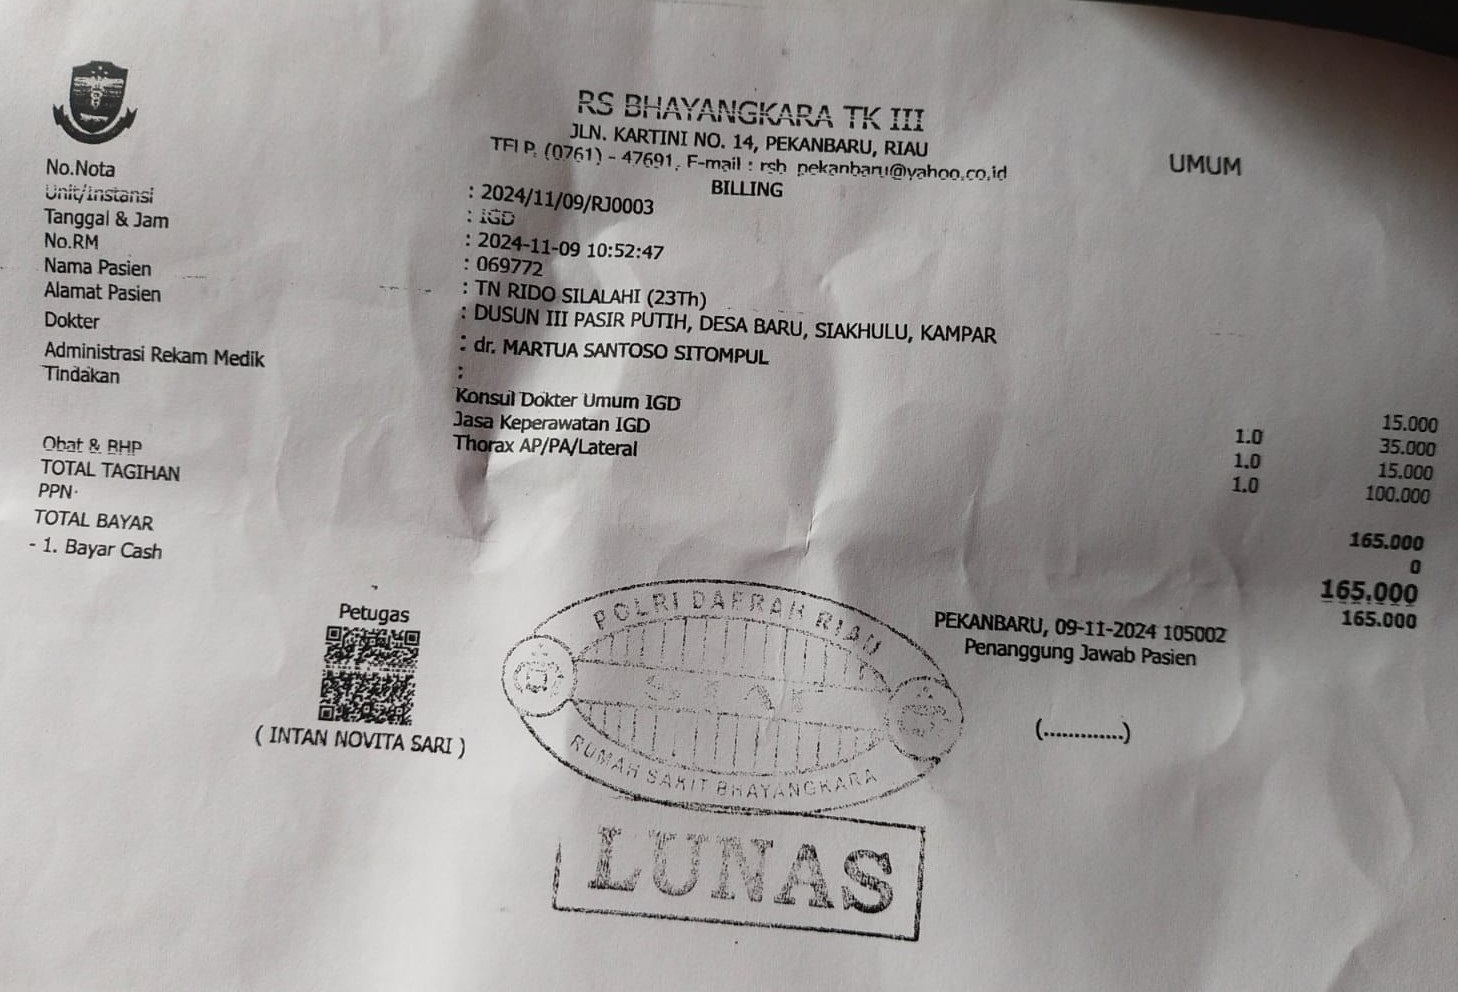 RS BHAYANGKARA TK III
JLN. KARTINI NO. 14, PEKANBARU, RIAU
TELP. (0761) - 47691, E-mail : rsb_pekanbaru@yahoo.co.id
UMUM
BILLING
No.Nota : 2024/11/09/RJ0003
Unit/Instansi : IGD
Tanggal & Jam : 2024-11-09 10:52:47
No.RM : 069772
Nama Pasien : TN RIDO SILALAHI (23Th)
Alamat Pasien : DUSUN III PASIR PUTIH, DESA BARU, SIAKHULU, KAMPAR
Dokter : dr. MARTUA SANTOSO SITOMPUL
Administrasi Rekam Medik : 15.000
Tindakan
Konsul Dokter Umum IGD 1.0 35.000
Jasa Keperawatan IGD 1.0 15.000
Thorax AP/PA/Lateral 1.0 100.000
Obat & BHP
TOTAL TAGIHAN 165.000
PPN 0
TOTAL BAYAR 165.000
- 1. Bayar Cash 165.000
Petugas
( INTAN NOVITA SARI )
PEKANBARU, 09-11-2024 105002
Penanggung Jawab Pasien
(.............)
POLRI DAERAH RIAU
RUMAH SAKIT BHAYANGKARA
LUNAS